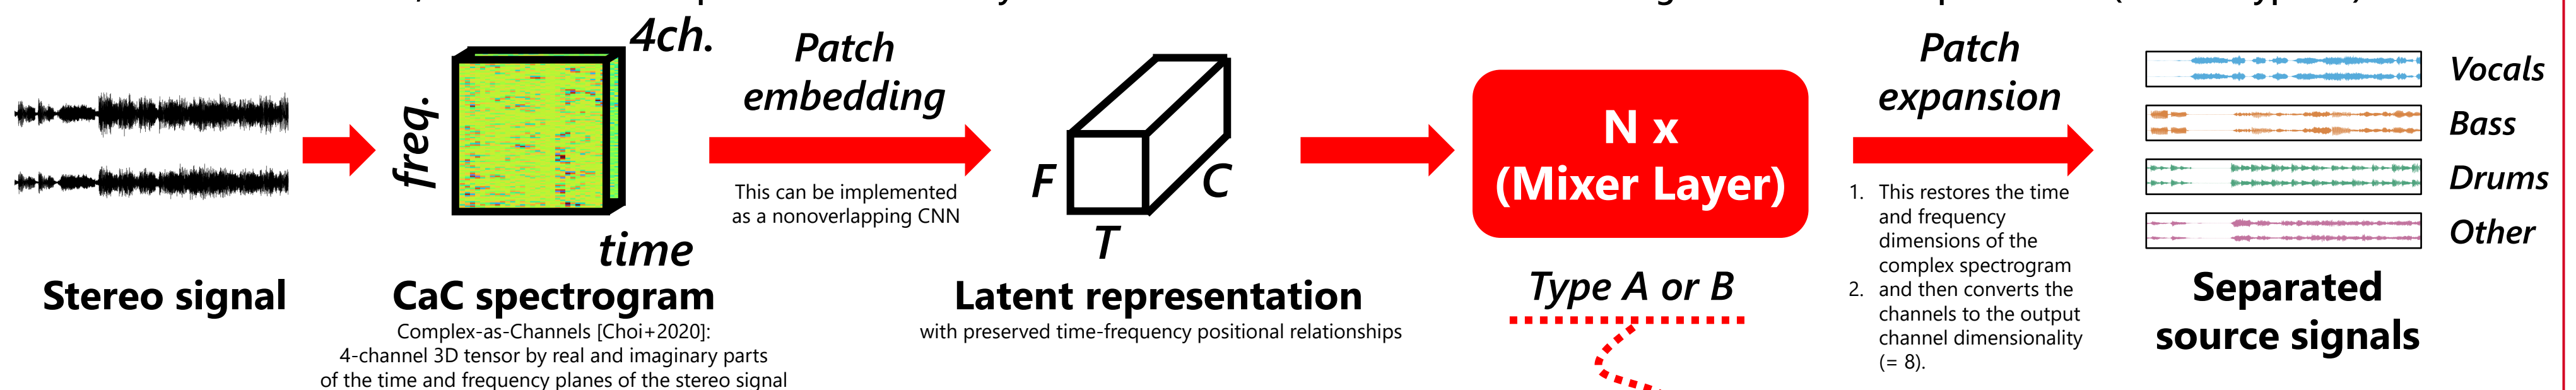 4ch.
freq.
time
Stereo signal
CaC spectrogram
Complex-as-Channels [Choi+2020]:
4-channel 3D tensor by real and imaginary parts
of the time and frequency planes of the stereo signal
Patch
embedding
This can be implemented
as a nonoverlapping CNN
F
C
T
Latent representation
with preserved time-frequency positional relationships
N x
(Mixer Layer)
Type A or B
Patch
expansion
1. This restores the time
and frequency
dimensions of the
complex spectrogram
2. and then converts the
channels to the output
channel dimensionality
(= 8).
Vocals
Bass
Drums
Other
Separated
source signals